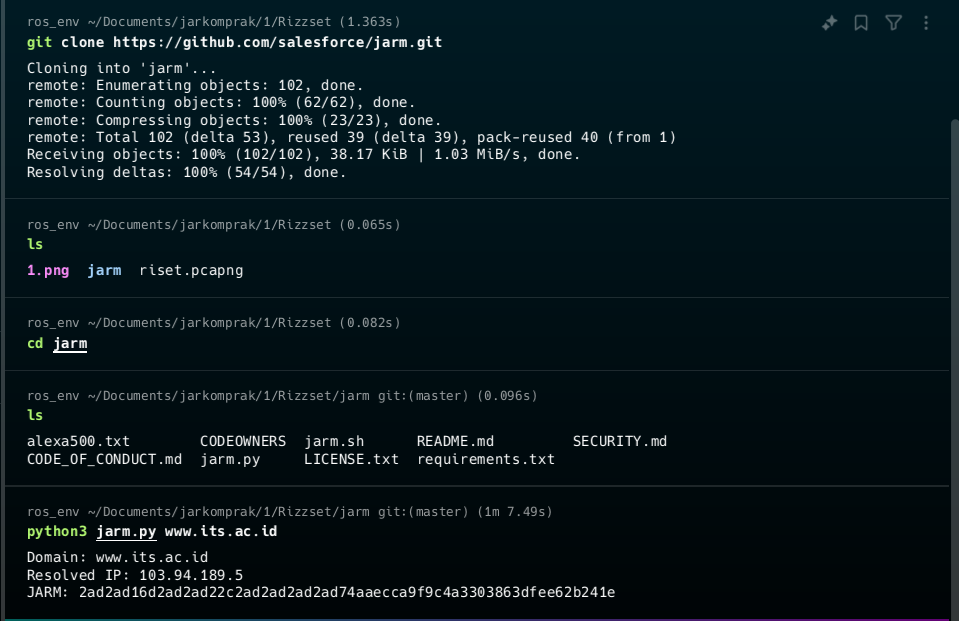 ros_env ~/Documents/jarkomprak/1/Rizzset (1.363s)
git clone https://github.com/salesforce/jarm.git
Cloning into 'jarm'...
remote: Enumerating objects: 102, done.
remote: Counting objects: 100% (62/62), done.
remote: Compressing objects: 100% (23/23), done.
remote: Total 102 (delta 53), reused 39 (delta 39), pack-reused 40 (from 1)
Receiving objects: 100% (102/102), 38.17 KiB | 1.03 MiB/s, done.
Resolving deltas: 100% (54/54), done.
ros_env ~/Documents/jarkomprak/1/Rizzset (0.065s)
ls
1.png  jarm  riset.pcapng
ros_env ~/Documents/jarkomprak/1/Rizzset (0.082s)
cd jarm
ros_env ~/Documents/jarkomprak/1/Rizzset/jarm git:(master) (0.096s)
ls
alexa500.txt        CODEOWNERS  jarm.sh      README.md         SECURITY.md
CODE_OF_CONDUCT.md  jarm.py     LICENSE.txt  requirements.txt
ros_env ~/Documents/jarkomprak/1/Rizzset/jarm git:(master) (1m 7.49s)
python3 jarm.py www.its.ac.id
Domain: www.its.ac.id
Resolved IP: 103.94.189.5
JARM: 2ad2ad16d2ad2ad22c2ad2ad2ad2ad74aaecca9f9c4a3303863dfee62b241e